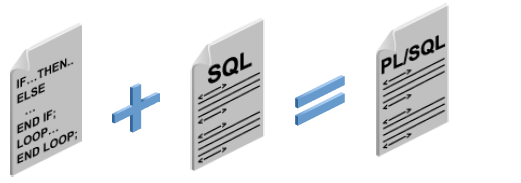 IF...THEN..
ELSE
...
END IF;
LOOP...
END LOOP;
SQL
PL/SQL